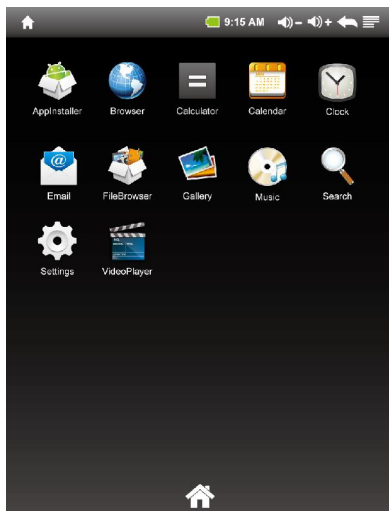 9:15 AM
AppInstaller Browser Calculator Calendar Clock
Email FileBrowser Gallery Music Search
Settings VideoPlayer